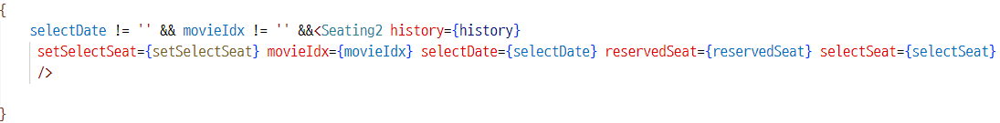 {
selectDate != '' && movieIdx != '' &&<Seating2 history={history}
setSelectSeat={setSelectSeat} movieIdx={movieIdx} selectDate={selectDate} reservedSeat={reservedSeat} selectSeat={selectSeat}
/>
}